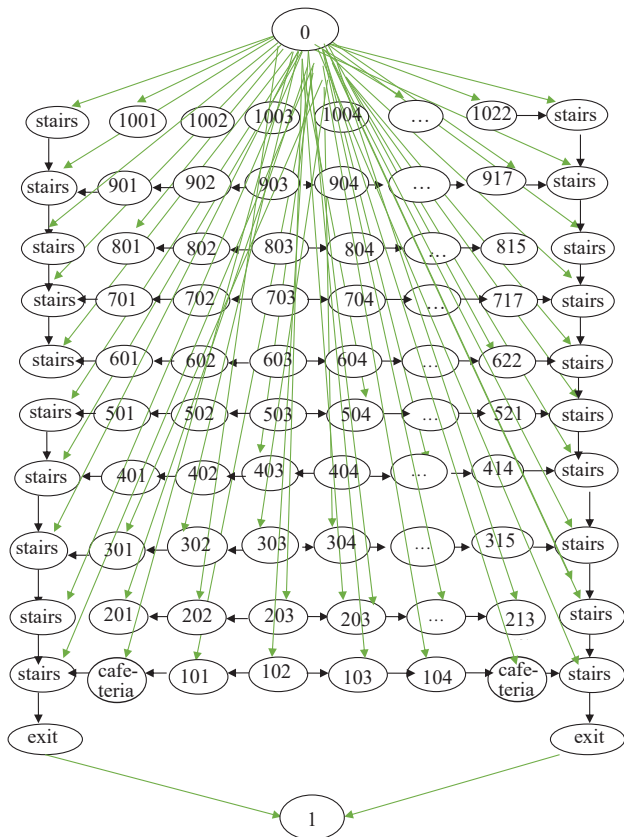 0
stairs 1001 1002 1003 1004 ... 1022 stairs
stairs 901 902 903 904 ... 917 stairs
stairs 801 802 803 804 ... 815 stairs
stairs 701 702 703 704 ... 717 stairs
stairs 601 602 603 604 ... 622 stairs
stairs 501 502 503 504 ... 521 stairs
stairs 401 402 403 404 ... 414 stairs
stairs 301 302 303 304 ... 315 stairs
stairs 201 202 203 203 ... 213 stairs
stairs cafe-
teria 101 102 103 104 cafe-
teria stairs
exit exit
1